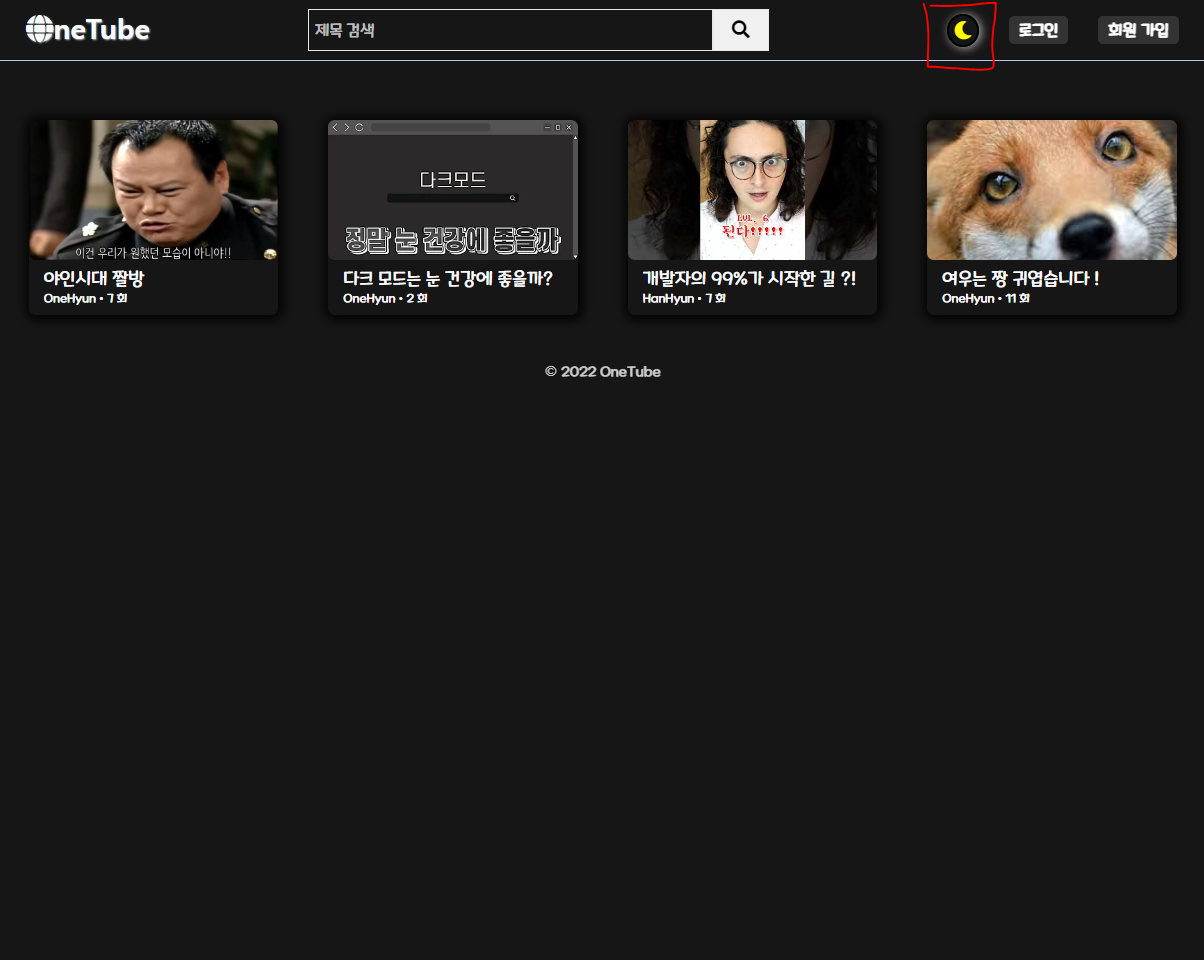 OneTube
제목 검색
로그인
회원 가입
이건 우리가 원했던 모습이 아니야!!
다크모드
정말 눈 건강에 좋을까
LVL. 6
된다!!!!!
야인시대 짤방
OneHyun • 7 회
다크 모드는 눈 건강에 좋을까?
OneHyun • 2 회
개발자의 99%가 시작한 길 ?!
HanHyun • 7 회
여우는 짱 귀엽습니다 !
OneHyun • 11 회
© 2022 OneTube